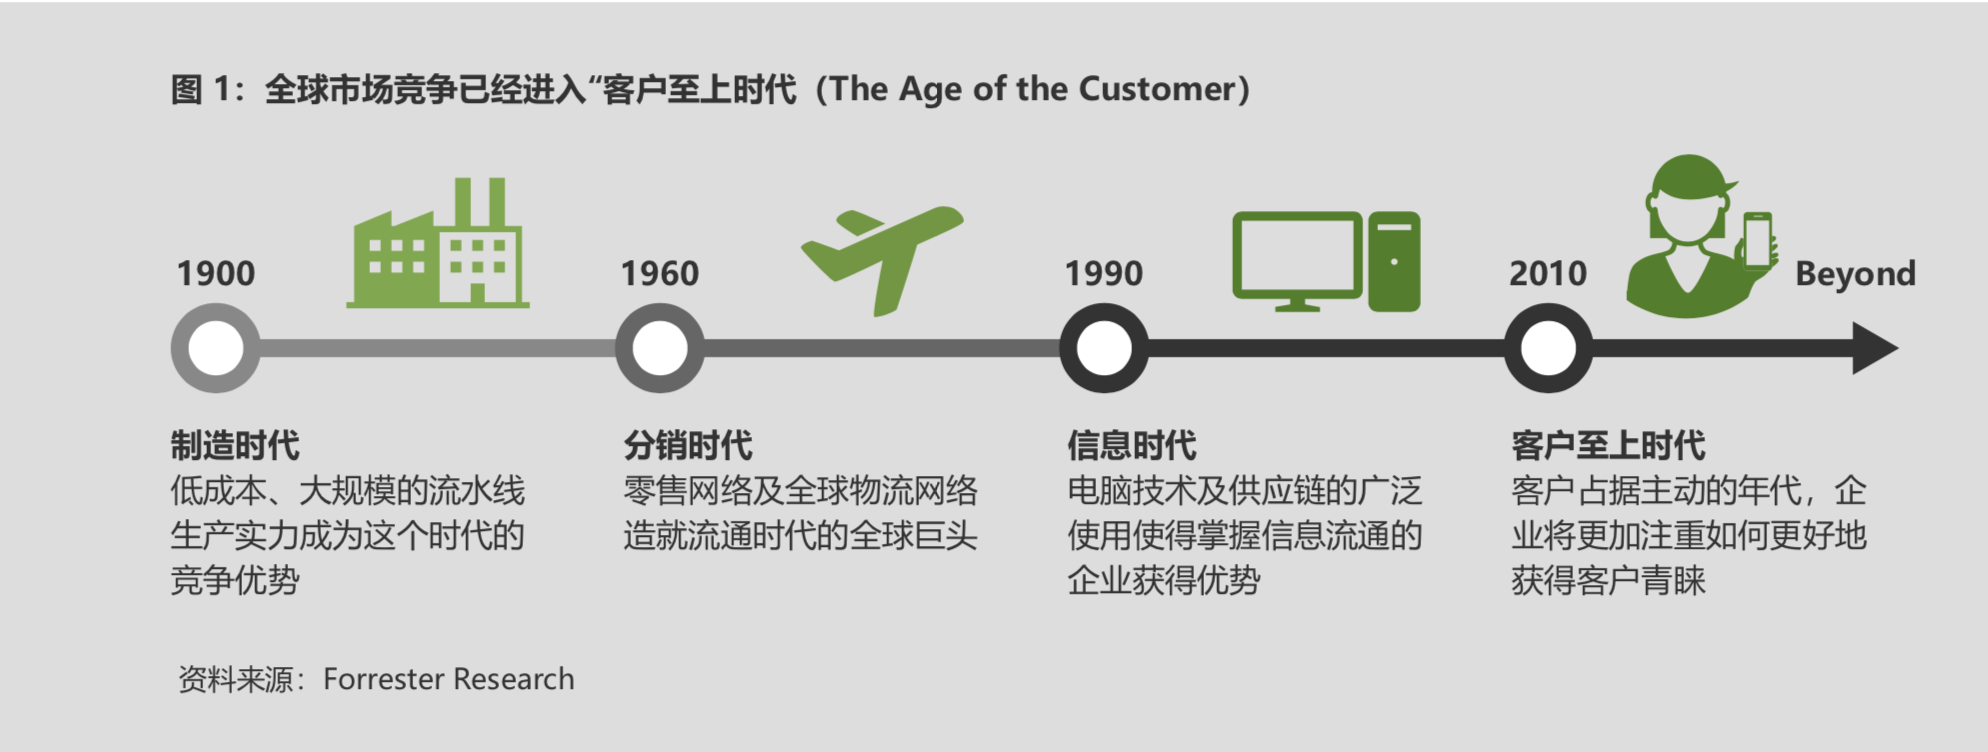 图 1：全球市场竞争已经进入“客户至上时代（The Age of the Customer）
1900
1960
1990
2010
Beyond
制造时代
低成本、大规模的流水线
生产实力成为这个时代的
竞争优势
分销时代
零售网络及全球物流网络
造就流通时代的全球巨头
信息时代
电脑技术及供应链的广泛
使用使得掌握信息流通的
企业获得优势
客户至上时代
客户占据主动的年代，企
业将更加注重如何更好地
获得客户青睐
资料来源：Forrester Research